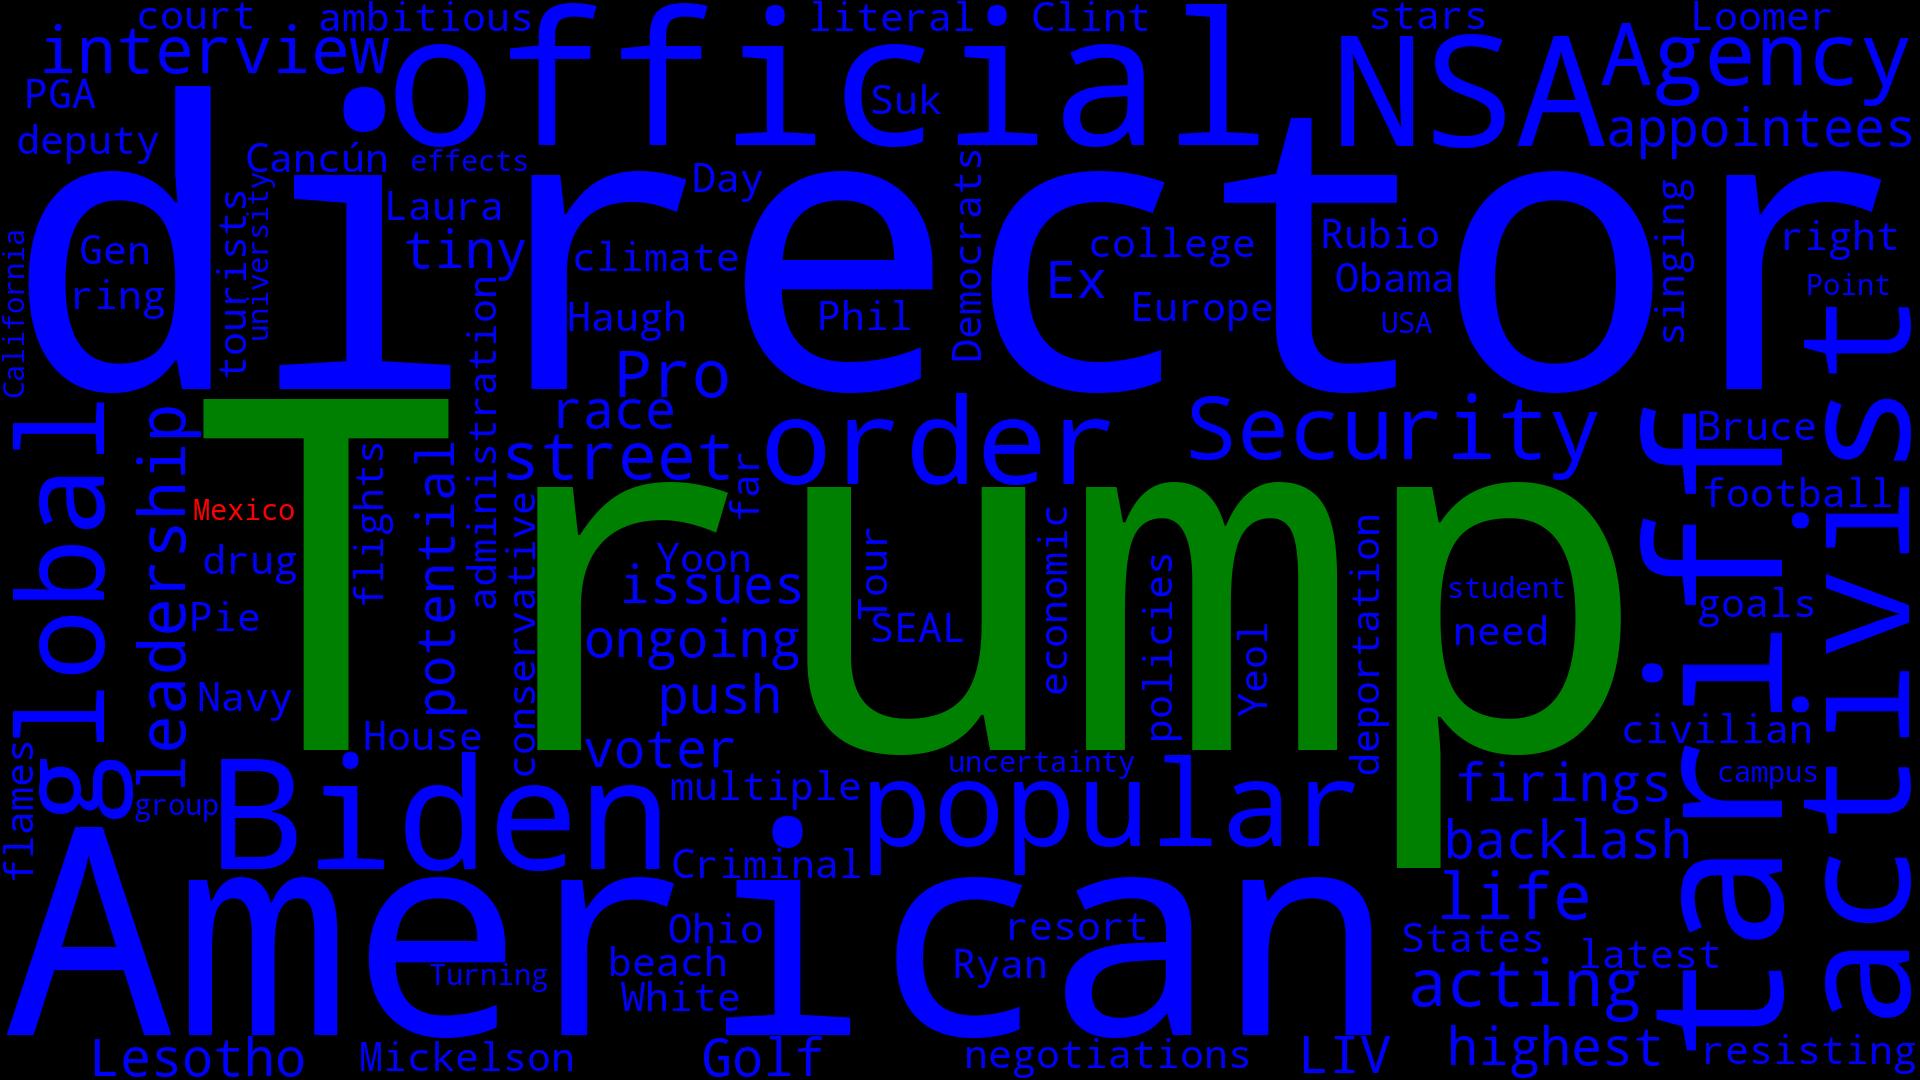 court
ambitious
literal
Clint
stars
Loomer
interview
official
NSA
Agency
PGA
Suk
deputy
appointees
director
Cancún
effects
Day
Democrats
tourists
university
Laura
singing
California
Gen
tiny
climate
college
Rubio
right
ring
Ex
Obama
Point
Haugh
Phil
Europe
USA
administration
Pro
race
order
Security
Bruce
global
leadership
Trump
street
far
tariff
activist
flights
potential
conservative
football
Mexico
drug
Yoon
issues
Tour
economic
policies
deportation
student
goals
Pie
ongoing
SEAL
Yeol
need
Navy
push
House
voter
civilian
flames
group
Biden
multiple
uncertainty
popular
firings
campus
Criminal
backlash
American
life
Ohio
resort
States
latest
Turning
beach
Ryan
White
acting
Lesotho
Mickelson
Golf
negotiations
LIV
highest
resisting